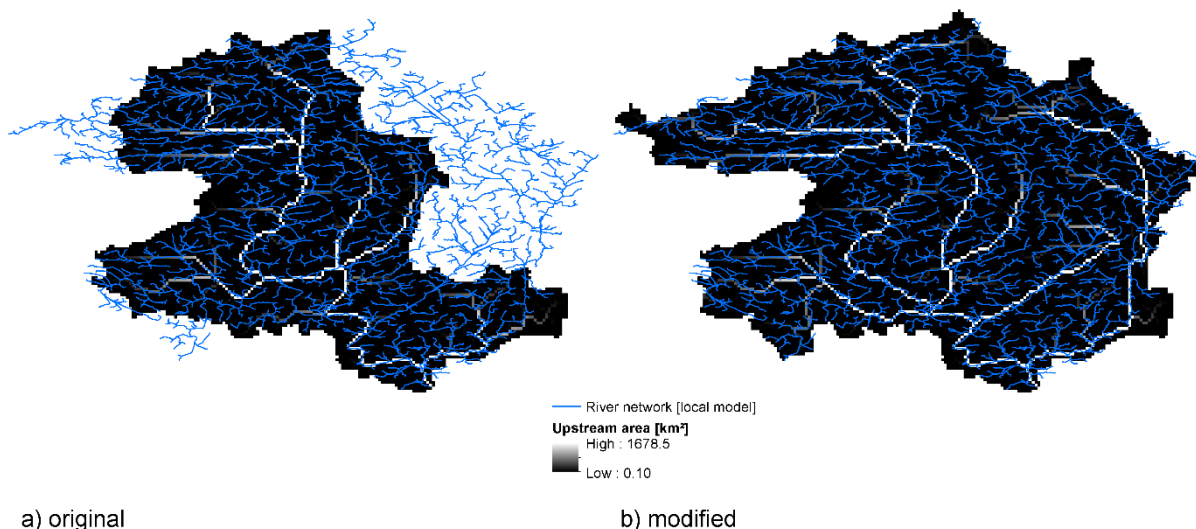 River network [local model]
Upstream area [km²]
High : 1678.5
Low : 0.10
a) original
b) modified